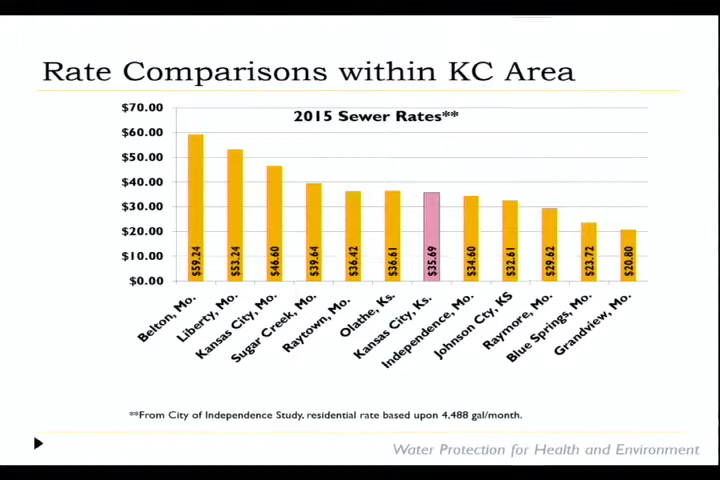 Rate Comparisons within KC Area
2015 Sewer Rates**
$70.00
$60.00
$50.00
$40.00
$30.00
$20.00
$10.00
$0.00
$59.24
$53.24
$46.60
$39.64
$36.42
$36.61
$35.69
$34.60
$32.61
$29.62
$23.72
$20.80
Belton, Mo.
Liberty, Mo.
Kansas City, Mo.
Sugar Creek, Mo.
Raytown, Mo.
Olathe, Ks.
Kansas City, Ks.
Independence, Mo.
Johnson Cty, KS
Raymore, Mo.
Blue Springs, Mo.
Grandview, Mo.
**From City of Independence Study, residential rate based upon 4,488 gal/month.
Water Protection for Health and Environment